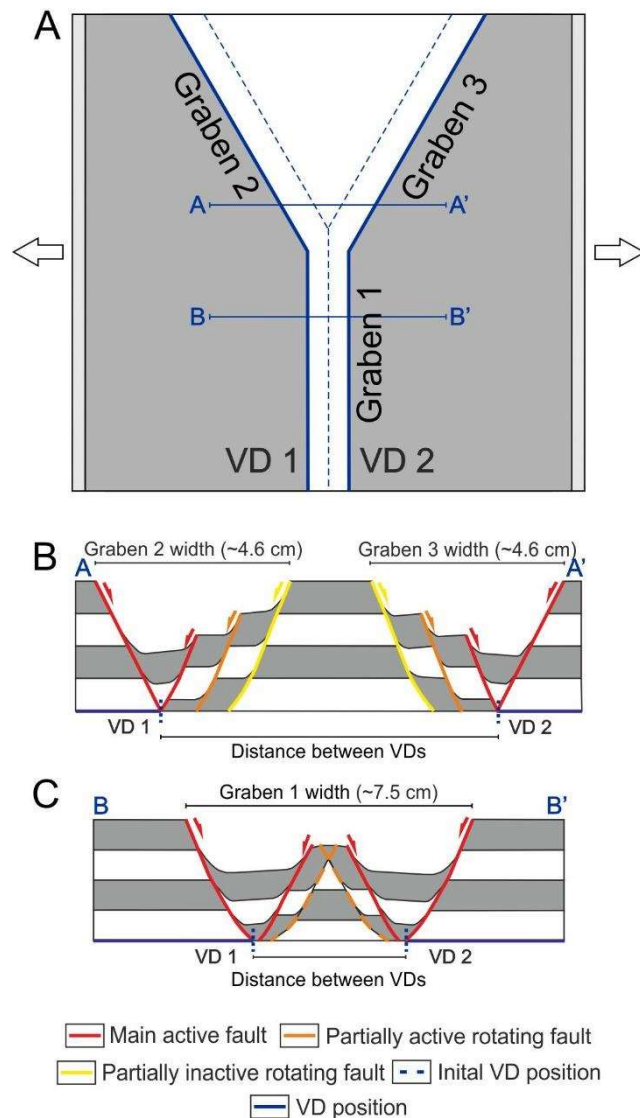 A
Graben 2
Graben 3
A A'
B B'
Graben 1
VD 1 VD 2
B
Graben 2 width (~4.6 cm) Graben 3 width (~4.6 cm)
A A'
VD 1 VD 2
Distance between VDs
C
Graben 1 width (~7.5 cm)
B B'
VD 1 VD 2
Distance between VDs
Main active fault Partially active rotating fault
Partially inactive rotating fault Inital VD position
VD position